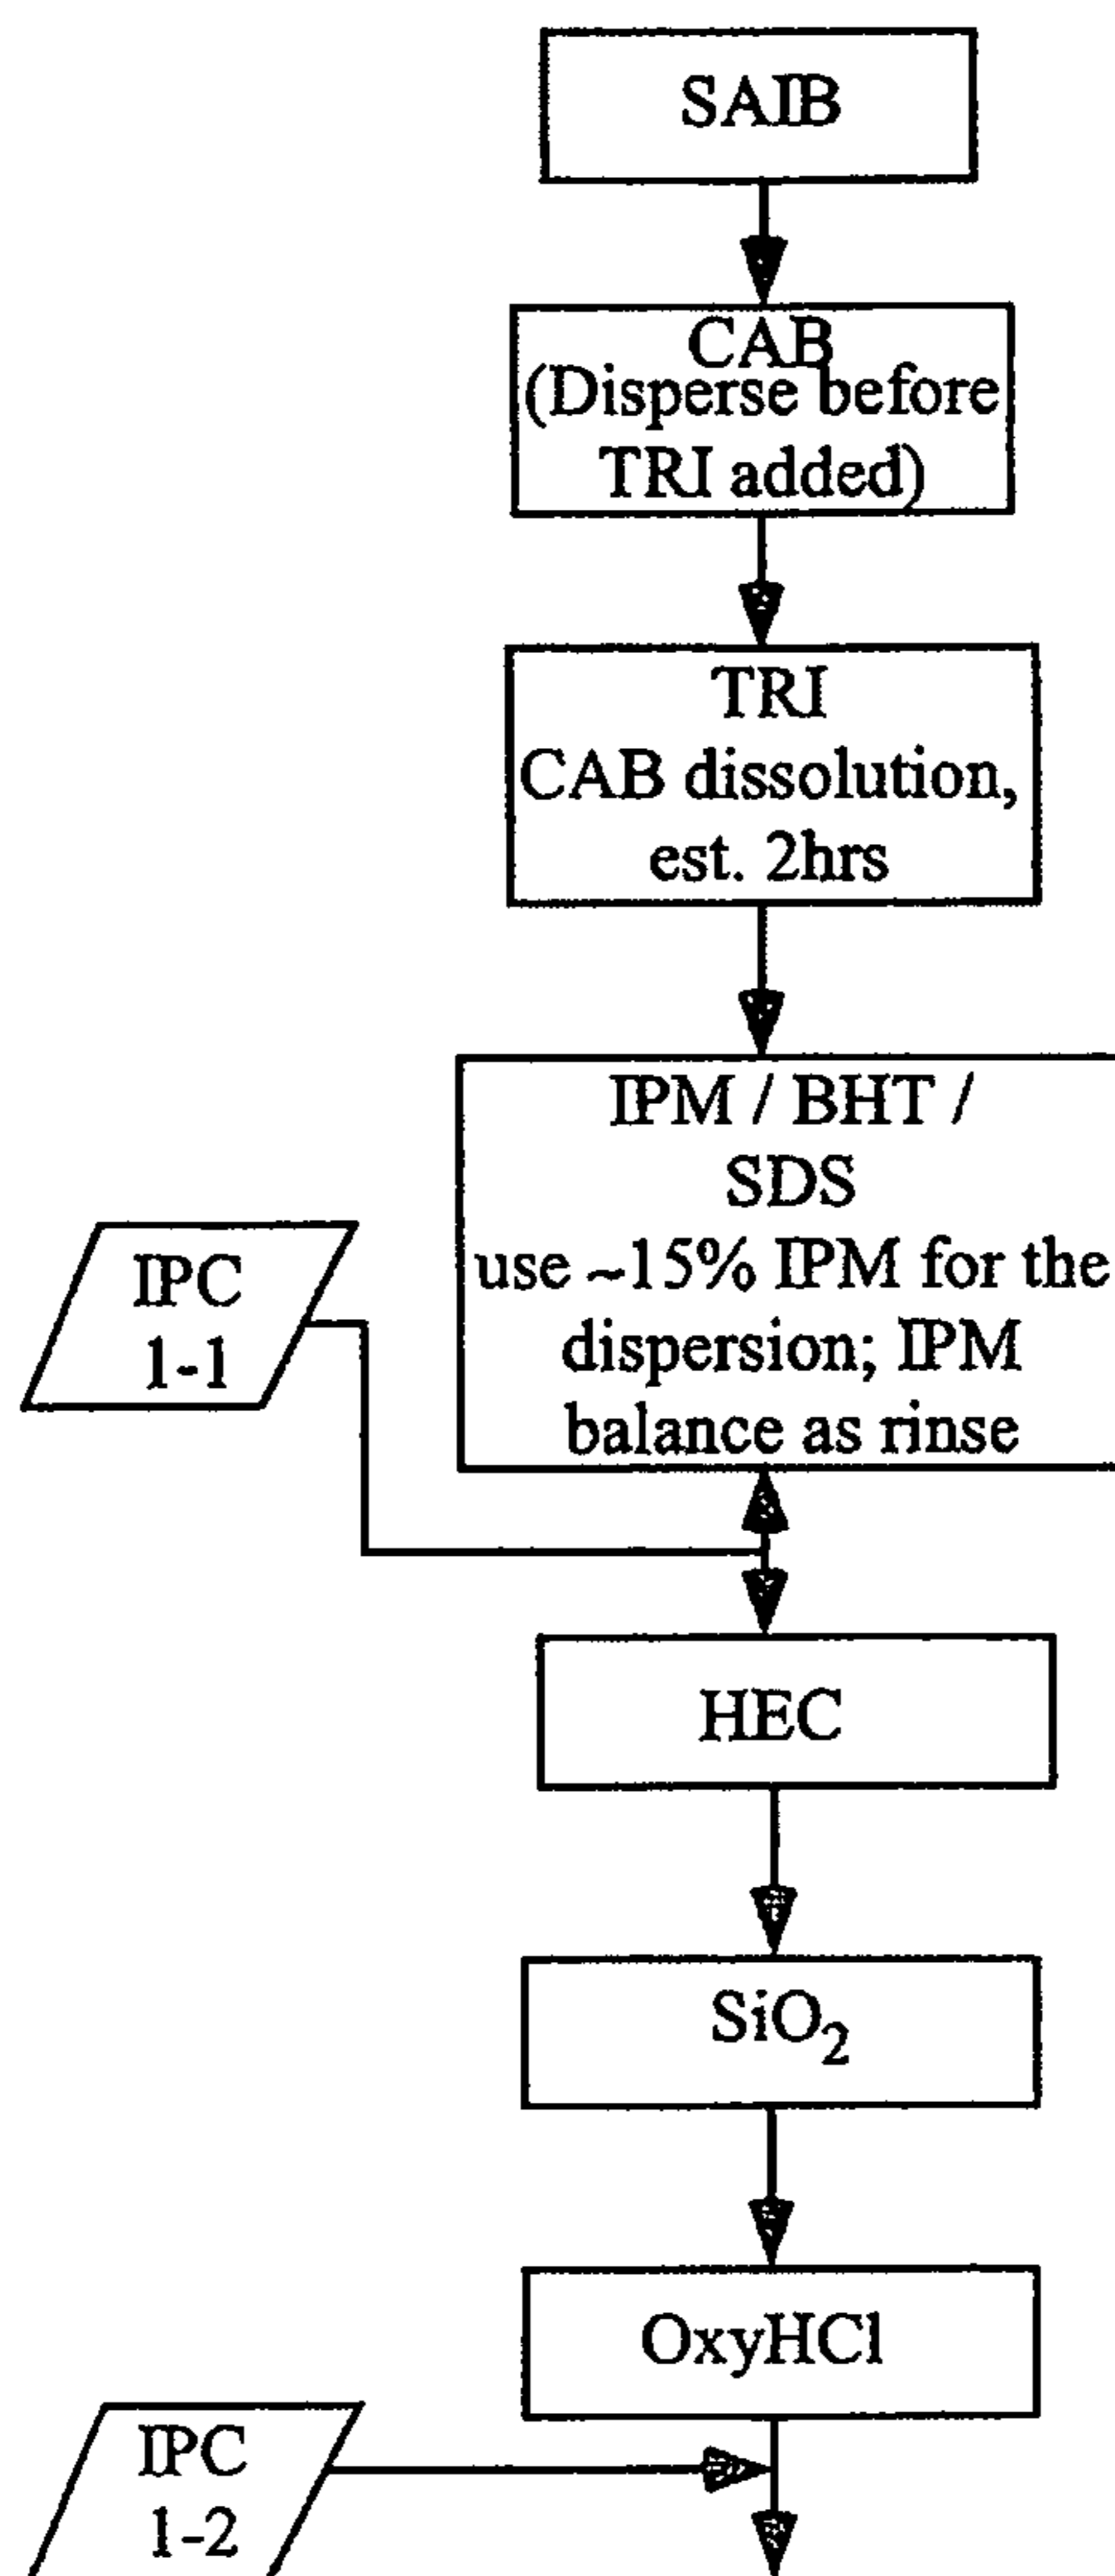 SAIB
CAB
(Disperse before
TRI added)
TRI
CAB dissolution,
est. 2hrs
IPM / BHT /
SDS
use ~15% IPM for the
dispersion; IPM
balance as rinse
IPC
1-1
HEC
SiO₂
OxyHCl
IPC
1-2